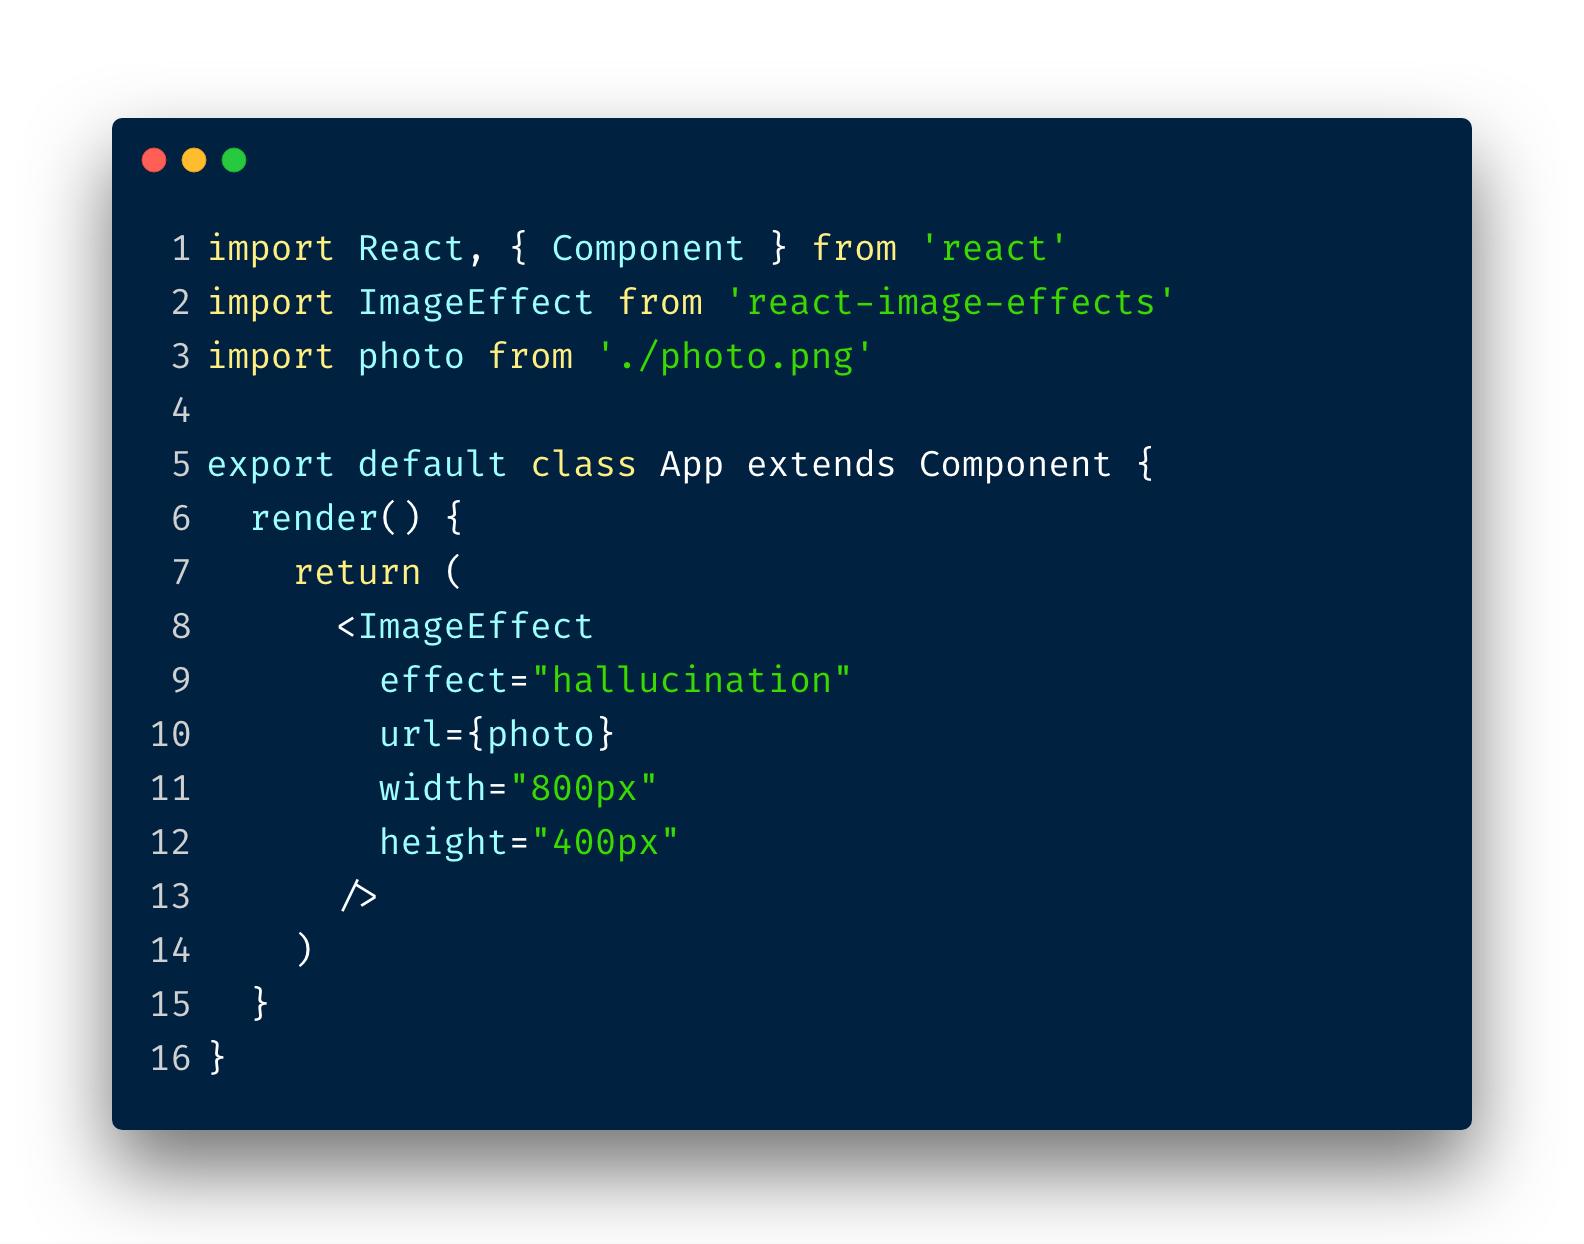 1 import React, { Component } from 'react'
2 import ImageEffect from 'react-image-effects'
3 import photo from './photo.png'
4
5 export default class App extends Component {
6   render() {
7     return (
8       <ImageEffect
9         effect="hallucination"
10         url={photo}
11         width="800px"
12         height="400px"
13       />
14     )
15   }
16 }